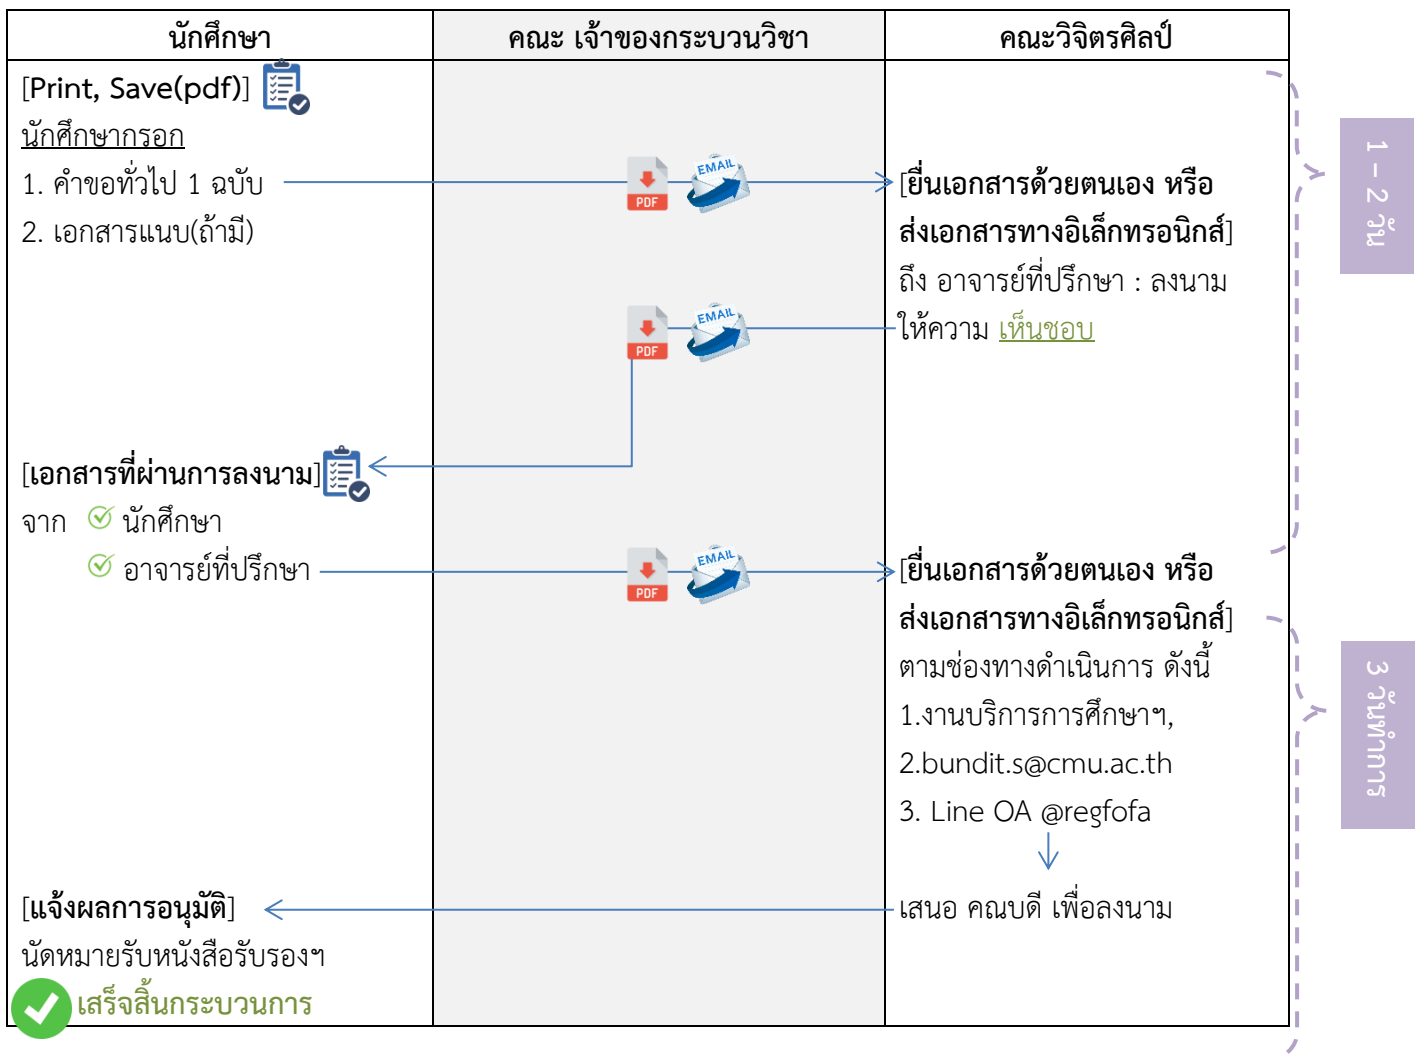 นักศึกษา
คณะ เจ้าของกระบวนวิชา
คณะวิจิตรศิลป์
[Print, Save(pdf)]
นักศึกษากรอก
1. คำขอทั่วไป 1 ฉบับ
2. เอกสารแนบ(ถ้ามี)
PDF
EMAIL
[ยื่นเอกสารด้วยตนเอง หรือ
ส่งเอกสารทางอิเล็กทรอนิกส์]
ถึง อาจารย์ที่ปรึกษา : ลงนาม
ให้ความ เห็นชอบ
PDF
EMAIL
1 – 2 วัน
[เอกสารที่ผ่านการลงนาม]
จาก นักศึกษา
อาจารย์ที่ปรึกษา
PDF
EMAIL
[ยื่นเอกสารด้วยตนเอง หรือ
ส่งเอกสารทางอิเล็กทรอนิกส์]
ตามช่องทางดำเนินการ ดังนี้
1.งานบริการการศึกษาฯ,
2.bundit.s@cmu.ac.th
3. Line OA @regfofa
3 วันทำการ
เสนอ คณบดี เพื่อลงนาม
[แจ้งผลการอนุมัติ]
นัดหมายรับหนังสือรับรองฯ
เสร็จสิ้นกระบวนการ